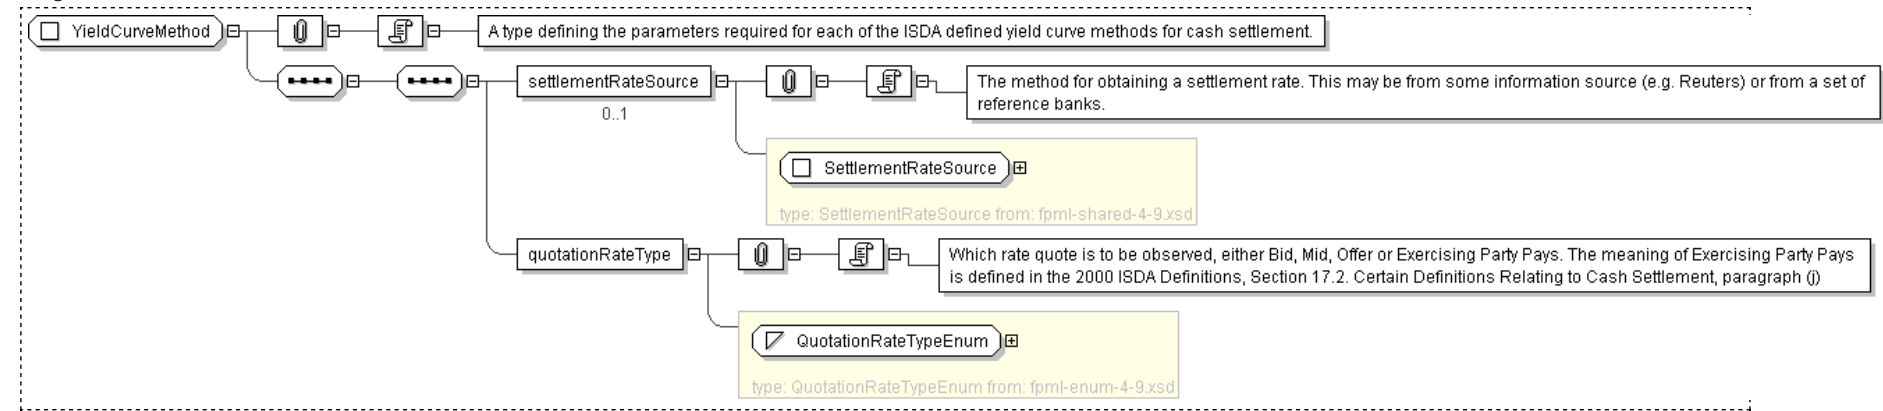 YieldCurveMethod
A type defining the parameters required for each of the ISDA defined yield curve methods for cash settlement.
settlementRateSource
0..1
The method for obtaining a settlement rate. This may be from some information source (e.g. Reuters) or from a set of
reference banks.
SettlementRateSource
type: SettlementRateSource from: fpml-shared-4-9.xsd
quotationRateType
Which rate quote is to be observed, either Bid, Mid, Offer or Exercising Party Pays. The meaning of Exercising Party Pays
is defined in the 2000 ISDA Definitions, Section 17.2. Certain Definitions Relating to Cash Settlement, paragraph (j)
QuotationRateTypeEnum
type: QuotationRateTypeEnum from: fpml-enum-4-9.xsd